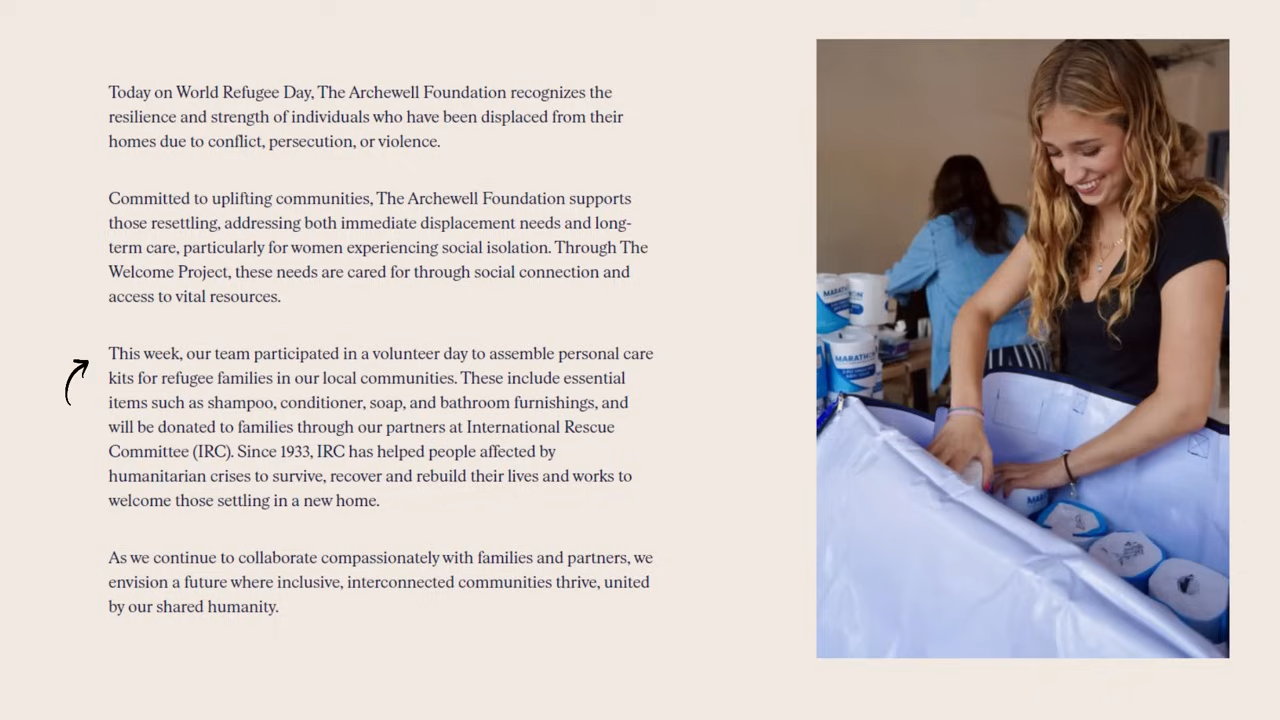 Today on World Refugee Day, The Archewell Foundation recognizes the
resilience and strength of individuals who have been displaced from their
homes due to conflict, persecution, or violence.
Committed to uplifting communities, The Archewell Foundation supports
those resettling, addressing both immediate displacement needs and long-
term care, particularly for women experiencing social isolation. Through The
Welcome Project, these needs are cared for through social connection and
access to vital resources.
This week, our team participated in a volunteer day to assemble personal care
kits for refugee families in our local communities. These include essential
items such as shampoo, conditioner, soap, and bathroom furnishings, and
will be donated to families through our partners at International Rescue
Committee (IRC). Since 1933, IRC has helped people affected by
humanitarian crises to survive, recover and rebuild their lives and works to
welcome those settling in a new home.
As we continue to collaborate compassionately with families and partners, we
envision a future where inclusive, interconnected communities thrive, united
by our shared humanity.
MARATHON